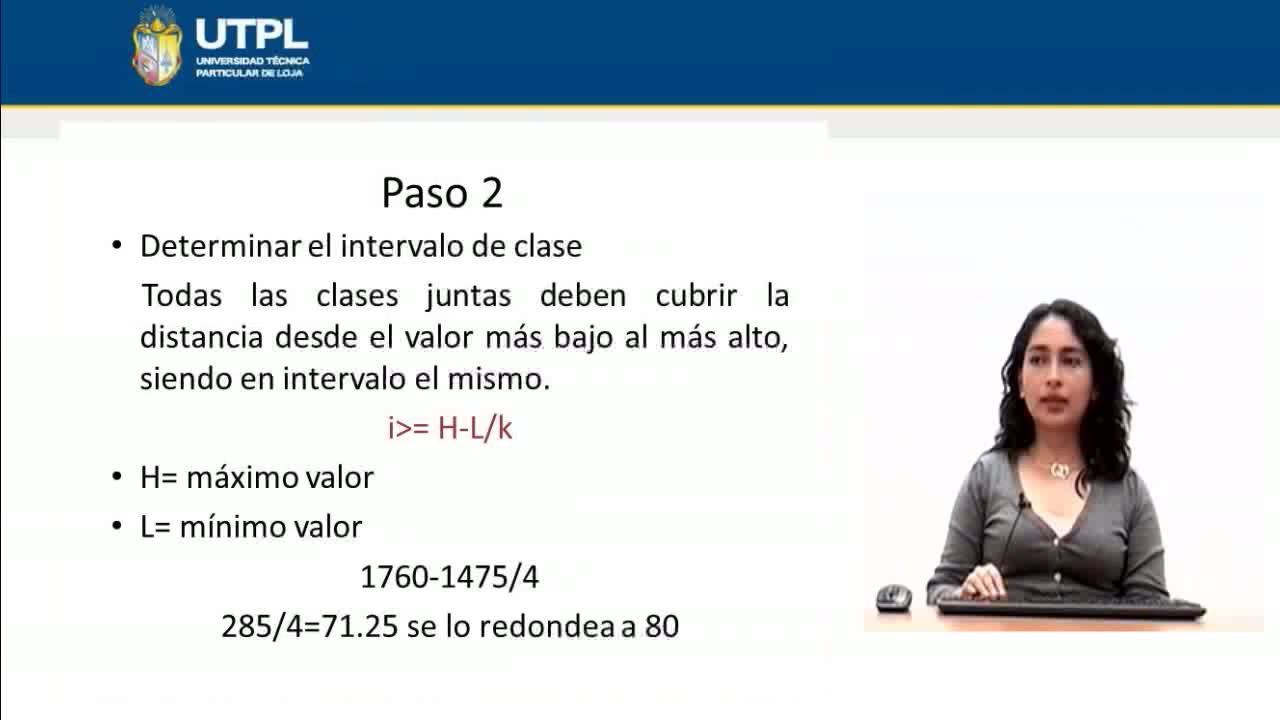 UTPL
UNIVERSIDAD TÉCNICA
PARTICULAR DE LOJA
Paso 2
• Determinar el intervalo de clase
Todas las clases juntas deben cubrir la
distancia desde el valor más bajo al más alto,
siendo en intervalo el mismo.
i>= H-L/k
• H= máximo valor
• L= mínimo valor
1760-1475/4
285/4=71.25 se lo redondea a 80